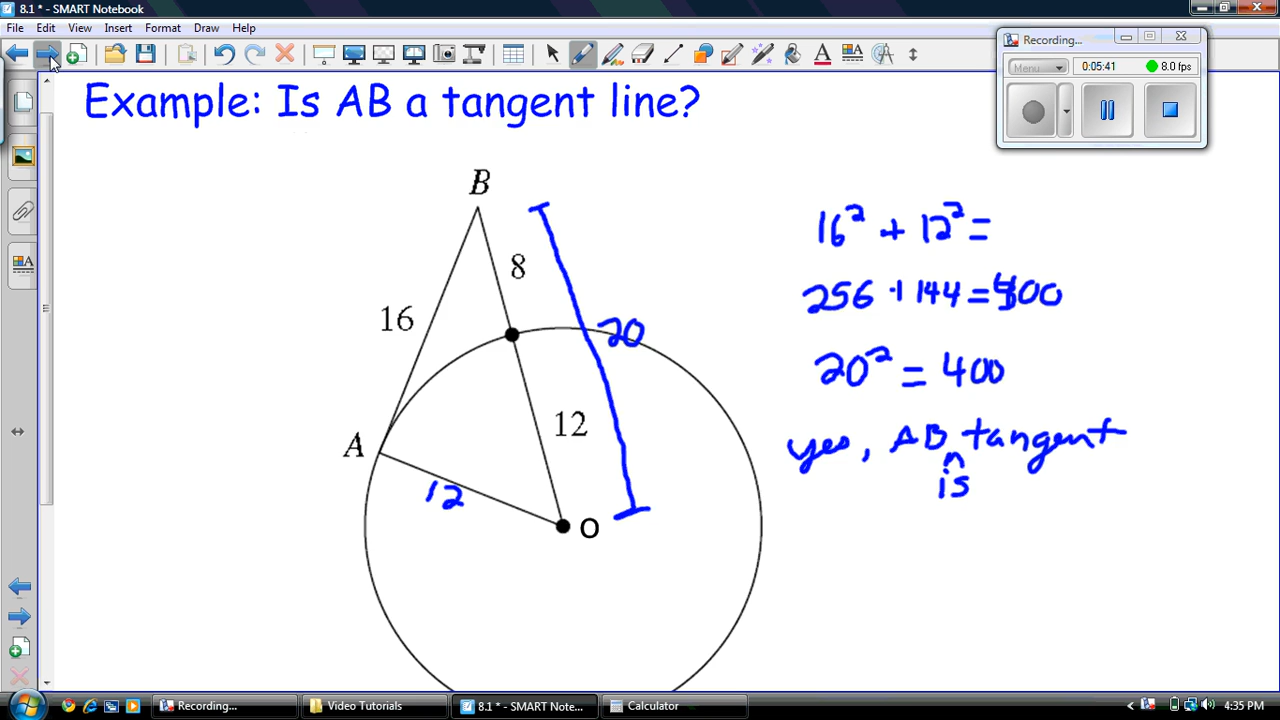 8.1 * - SMART Notebook
File Edit View Insert Format Draw Help
Recording...
Menu
0:05:41
8.0 fps
Example: Is AB a tangent line?
B
8
16
20
12
A
12
O
16² + 12² =
256 + 144 = 400
20² = 400
yes, AB ^ tangent
is
Recording...
Video Tutorials
8.1 * - SMART Noteb...
Calculator
4:35 PM